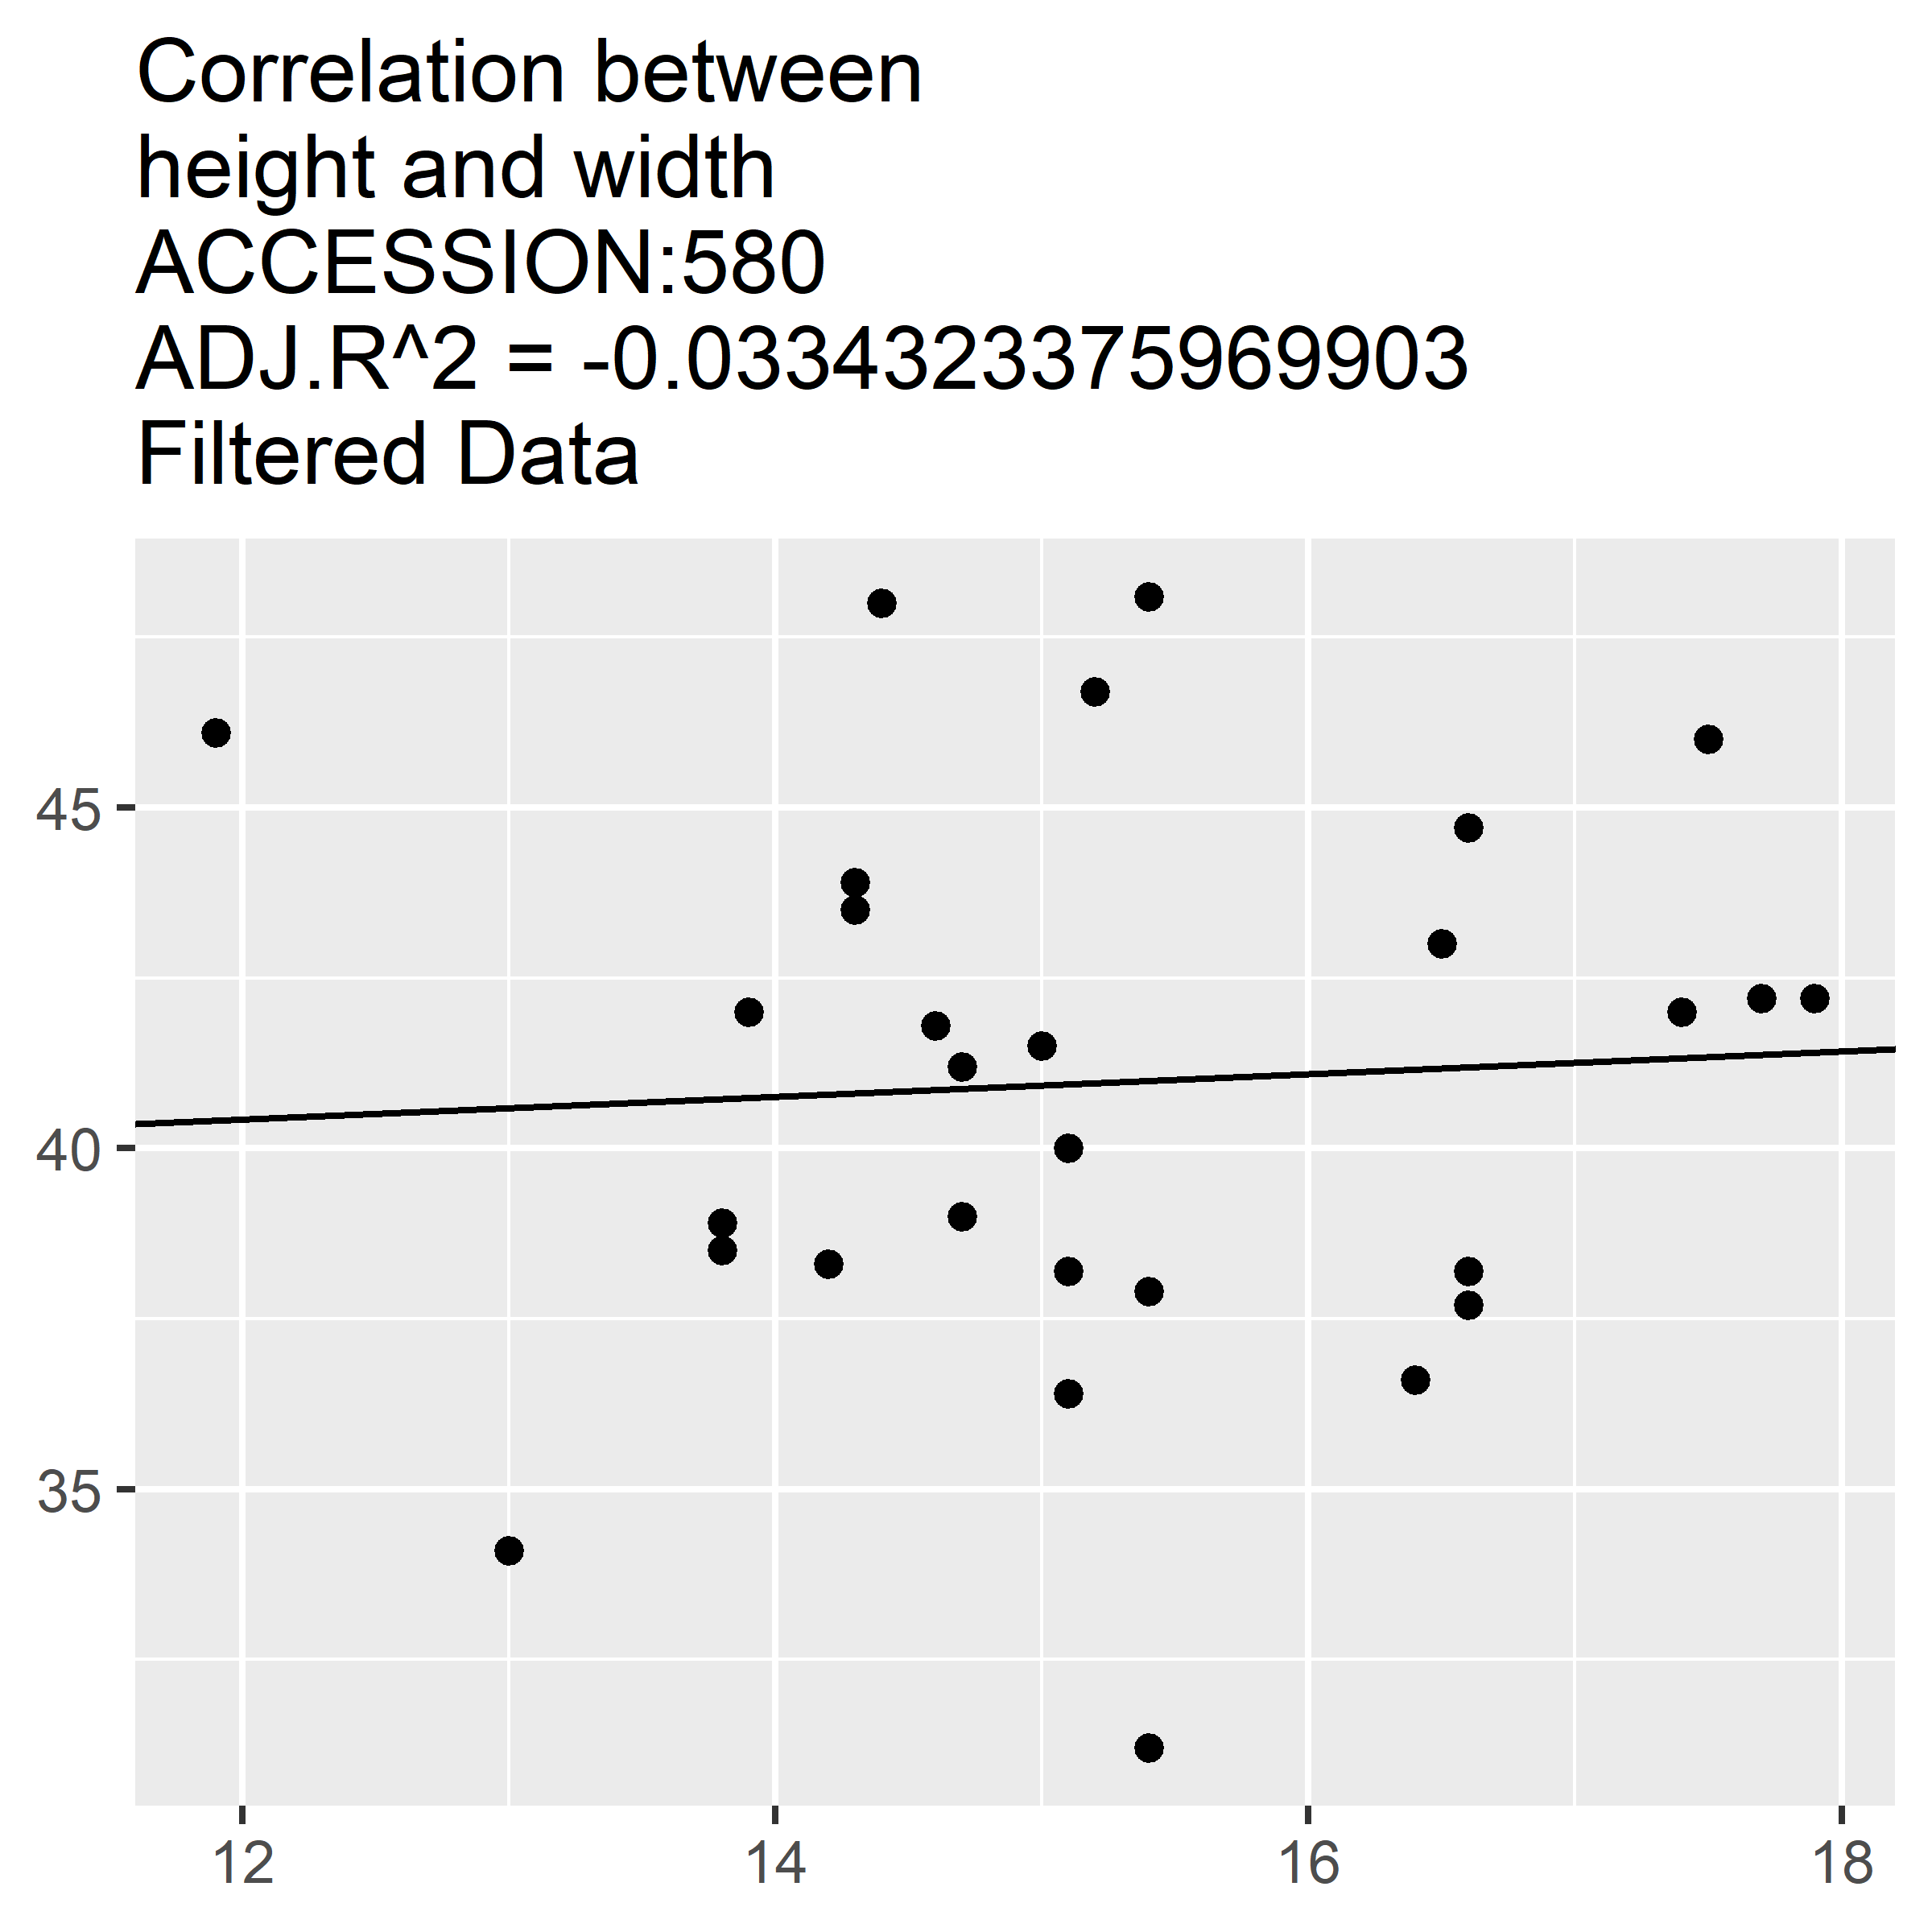 Correlation between
height and width
ACCESSION:580
ADJ.R^2 = -0.0334323375969903
Filtered Data
45
40
35
12 14 16 18